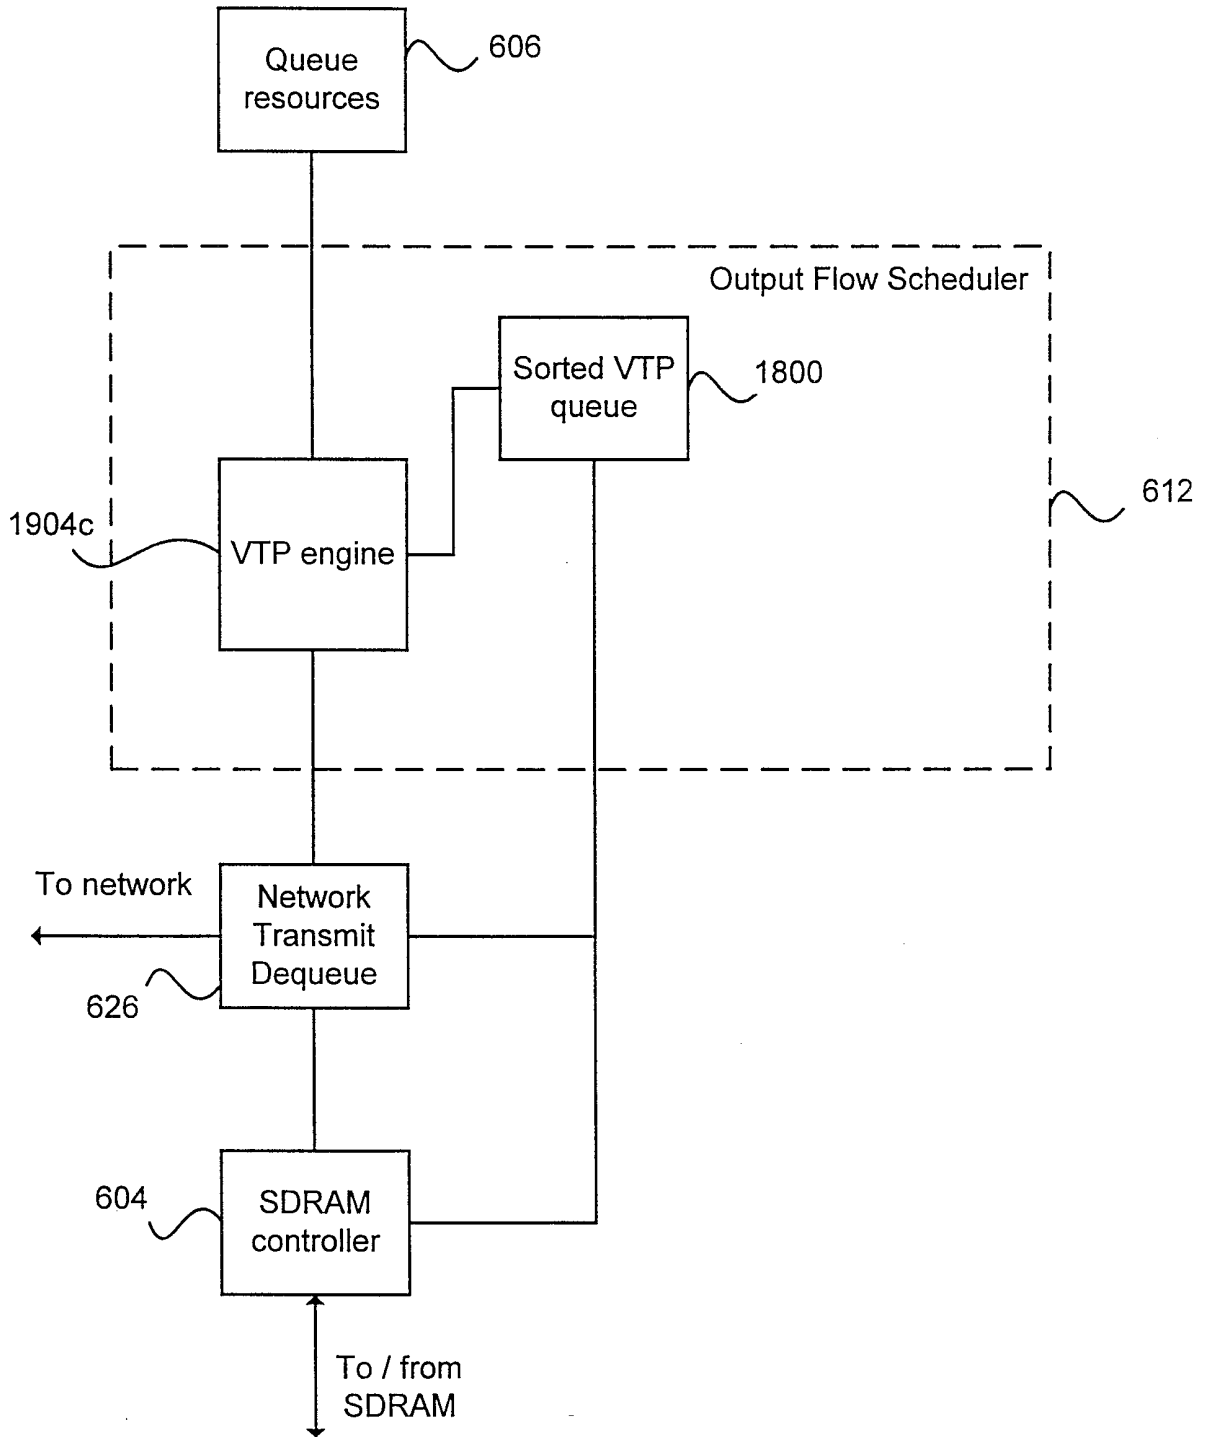 Queue
resources
606
Output Flow Scheduler
Sorted VTP
queue
1800
612
1904c
VTP engine
To network
Network
Transmit
Dequeue
626
604
SDRAM
controller
To / from
SDRAM